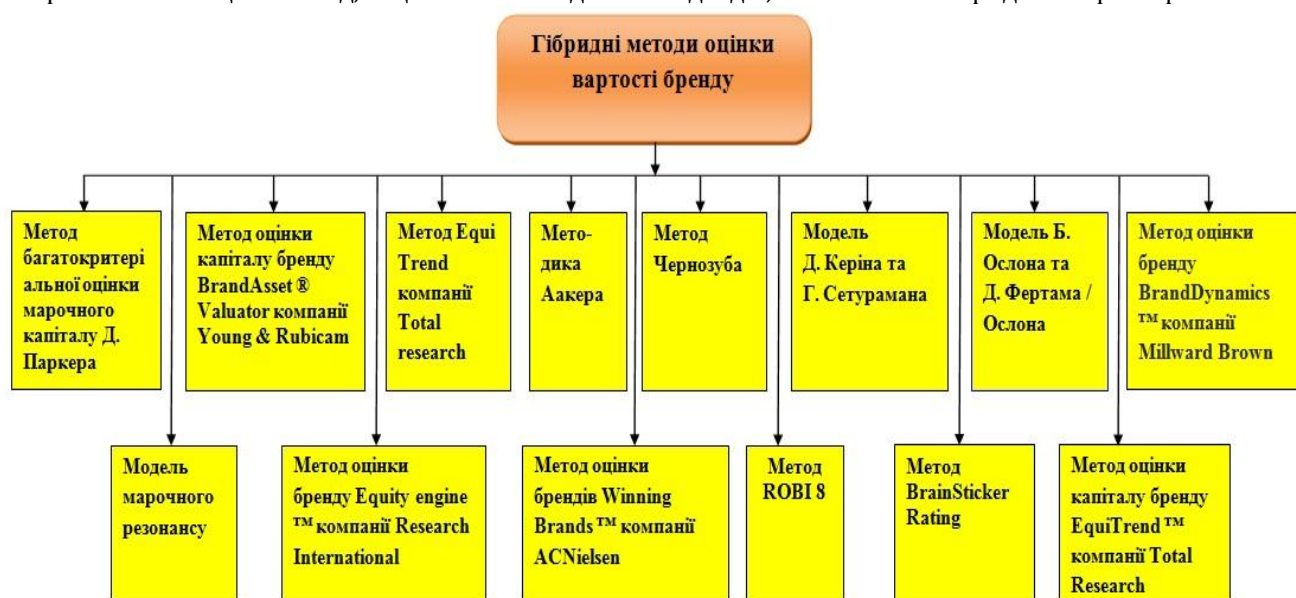 Гібридні методи оцінки
вартості бренду
Метод
багатокритері
альної оцінки
марочного
капіталу Д.
Паркера
Метод оцінки
капіталу бренду
BrandAsset ®
Valuator компанії
Young & Rubicam
Метод Equi
Trend
компанії
Total
research
Мето-
дика
Аакера
Метод
Чернозуба
Модель
Д. Керіна та
Г. Сетурамана
Модель Б.
Ослона та
Д. Фертама /
Ослона
Метод оцінки
бренду
BrandDynamics
™ компанії
Millward Brown
Модель
марочного
резонансу
Метод оцінки
бренду Equity engine
™ компанії Research
International
Метод оцінки
брендів Winning
Brands™ компанії
ACNielsen
Метод
ROBI 8
Метод
BrainSticker
Rating
Метод оцінки
капіталу бренду
EquiTrend™
компанії Total
Research